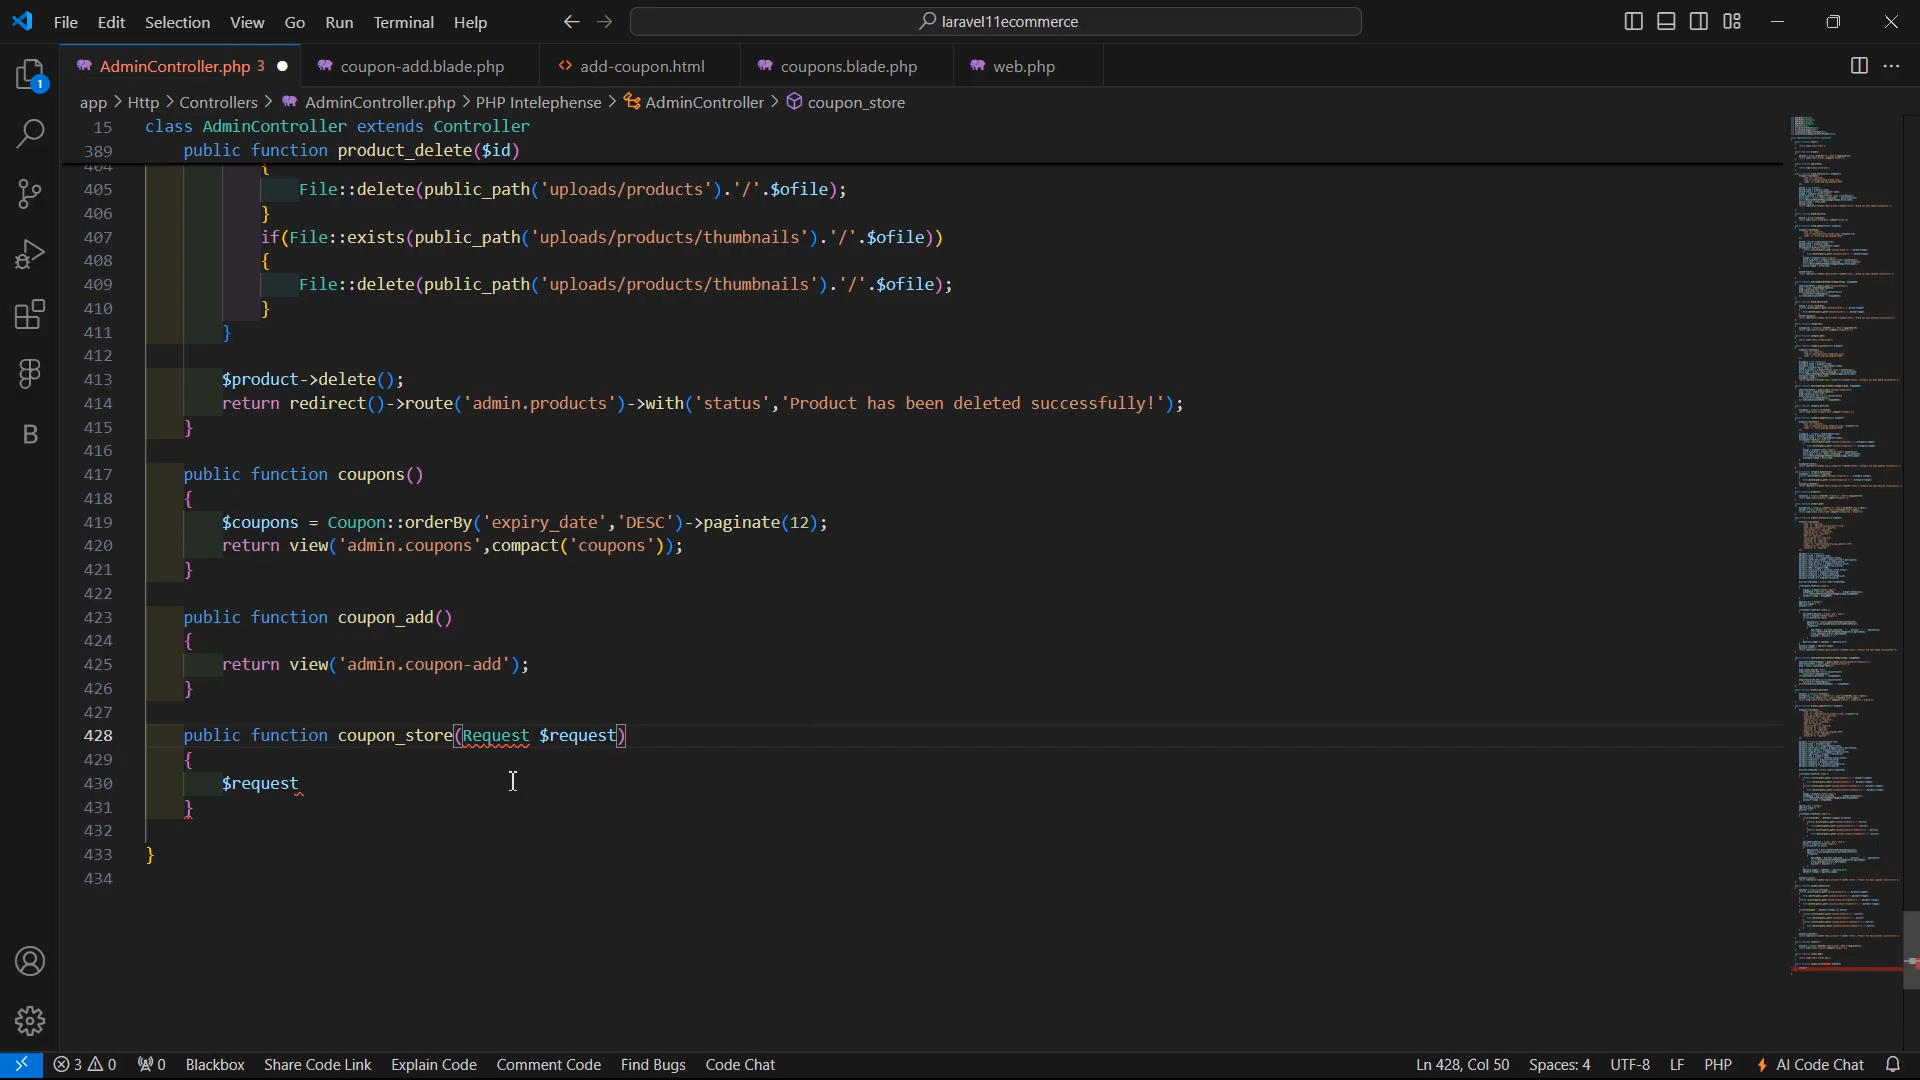 File Edit Selection View Go Run Terminal Help
laravel11ecommerce
1
AdminController.php 3
coupon-add.blade.php
add-coupon.html
coupons.blade.php
web.php
app > Http > Controllers > AdminController.php > PHP Intelephense > AdminController > coupon_store
15 class AdminController extends Controller
389 public function product_delete($id)
404 {
405 File::delete(public_path('uploads/products').'/'.$ofile);
406 }
407 if(File::exists(public_path('uploads/products/thumbnails').'/'.$ofile))
408 {
409 File::delete(public_path('uploads/products/thumbnails').'/'.$ofile);
410 }
411 }
412
413 $product->delete();
414 return redirect()->route('admin.products')->with('status','Product has been deleted successfully!');
415 }
416
417 public function coupons()
418 {
419 $coupons = Coupon::orderBy('expiry_date','DESC')->paginate(12);
420 return view('admin.coupons',compact('coupons'));
421 }
422
423 public function coupon_add()
424 {
425 return view('admin.coupon-add');
426 }
427
428 public function coupon_store(Request $request)
429 {
430 $request
431 }
432
433 }
434
B
3 0 0 Blackbox Share Code Link Explain Code Comment Code Find Bugs Code Chat
Ln 428, Col 50 Spaces: 4 UTF-8 LF PHP AI Code Chat